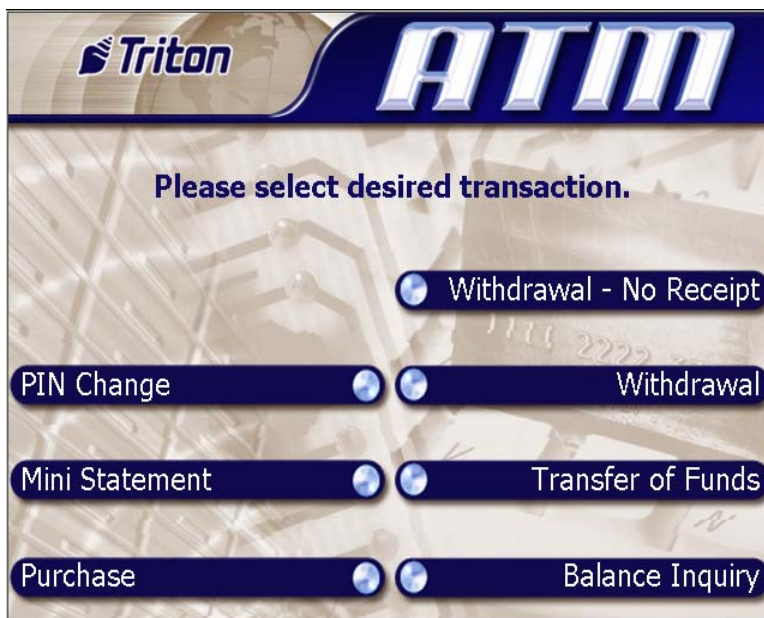 Triton
ATM
Please select desired transaction.
Withdrawal - No Receipt
PIN Change
Withdrawal
Mini Statement
Transfer of Funds
Purchase
Balance Inquiry